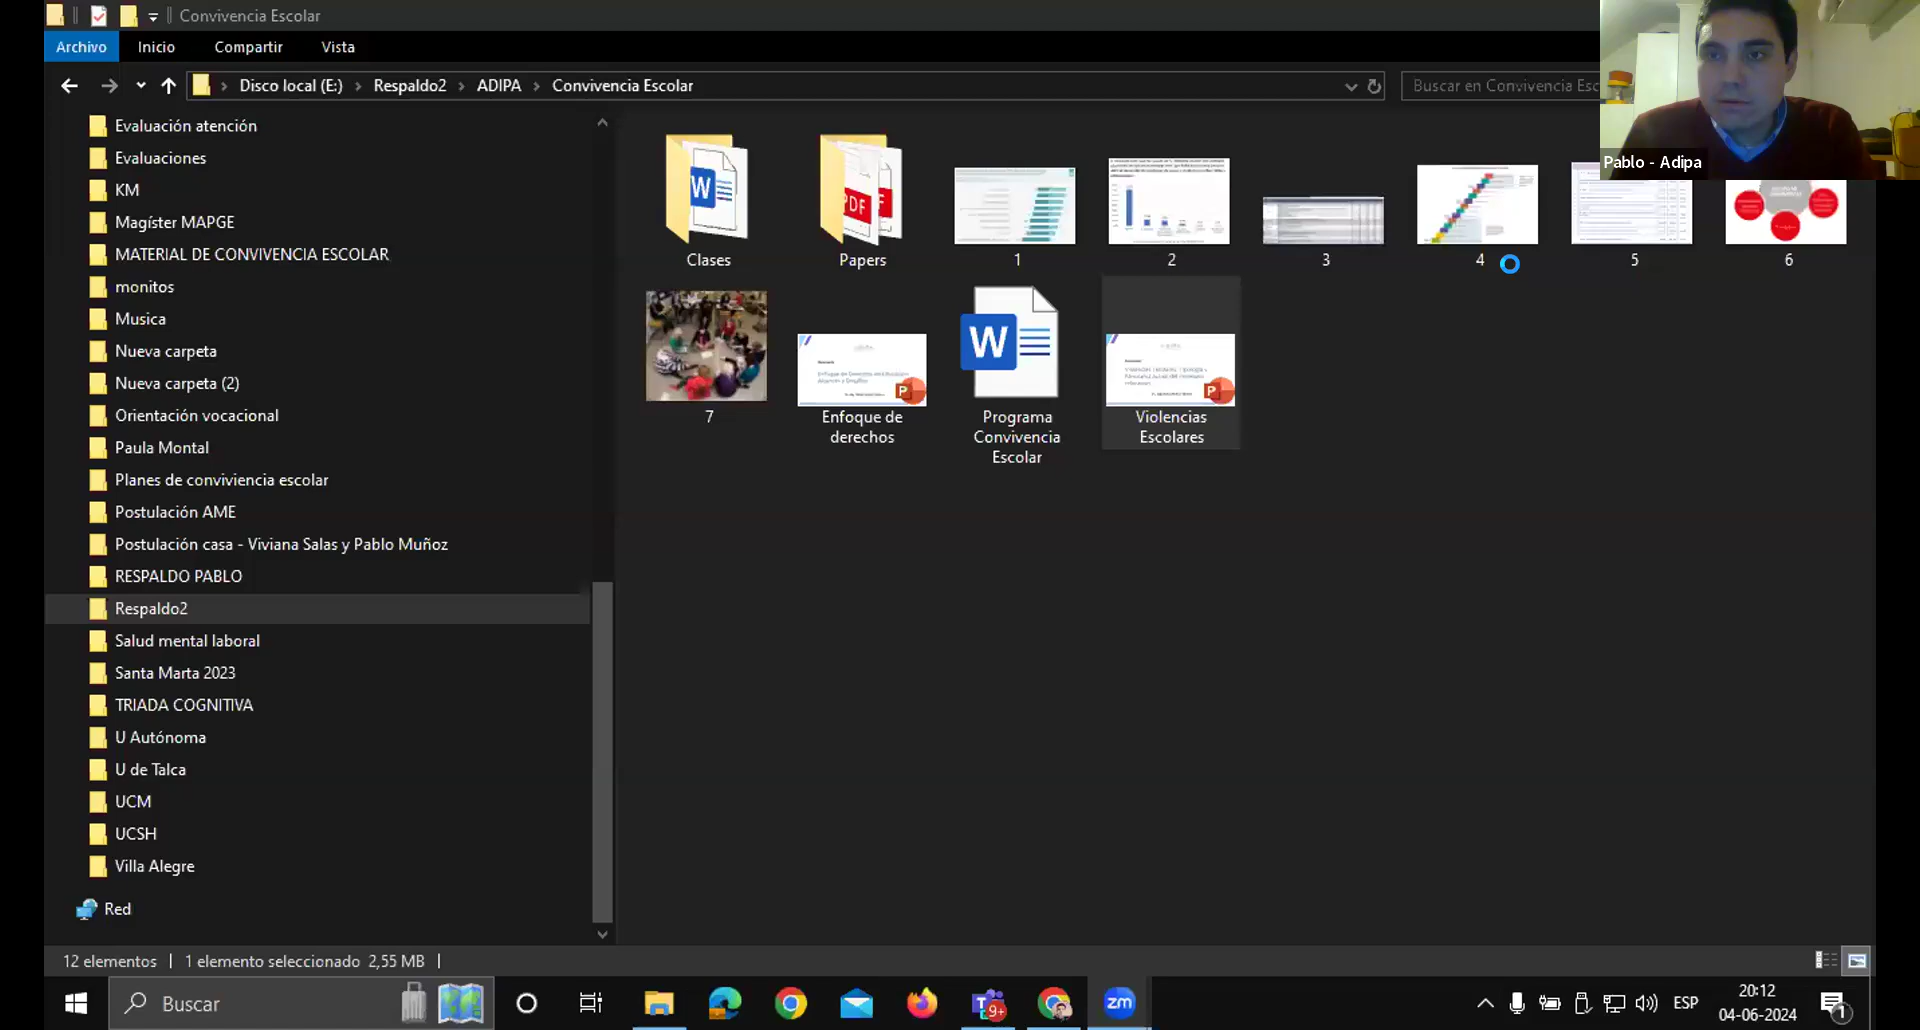 Convivencia Escolar
Archivo Inicio Compartir Vista
Disco local (E:) Respaldo2 ADIPA Convivencia Escolar
Buscar en Convivencia Esc
Pablo - Adipa
Evaluación atención
Evaluaciones
KM
Magíster MAPGE
MATERIAL DE CONVIVENCIA ESCOLAR
monitos
Musica
Nueva carpeta
Nueva carpeta (2)
Orientación vocacional
Paula Montal
Planes de conviviencia escolar
Postulación AME
Postulación casa - Viviana Salas y Pablo Muñoz
RESPALDO PABLO
Respaldo2
Salud mental laboral
Santa Marta 2023
TRIADA COGNITIVA
U Autónoma
U de Talca
UCM
UCSH
Villa Alegre
Red
W
PDF
Clases Papers 1 2 3 4 5 6
W
P
P
7
Enfoque de
derechos
Programa
Convivencia
Escolar
Violencias
Escolares
12 elementos | 1 elemento seleccionado 2,55 MB |
Buscar
9+
zm
ESP
20:12
04-06-2024
1